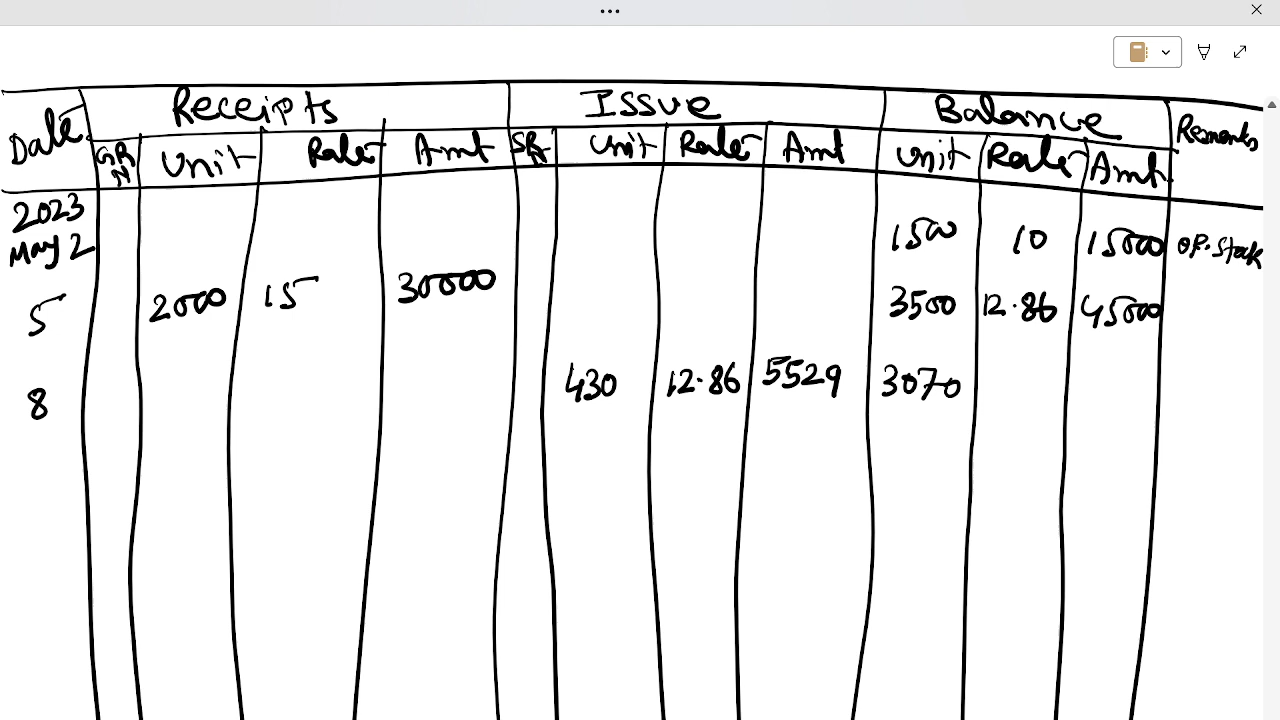 Date Receipts Issue Balance Remarks
GRN Unit Rate Amt SRN Unit Rate Amt Unit Rate Amt
2023
May 2 1500 10 15000 OP. Stock
5 2000 15 30000 3500 12.86 45000
8 430 12.86 5529 3070